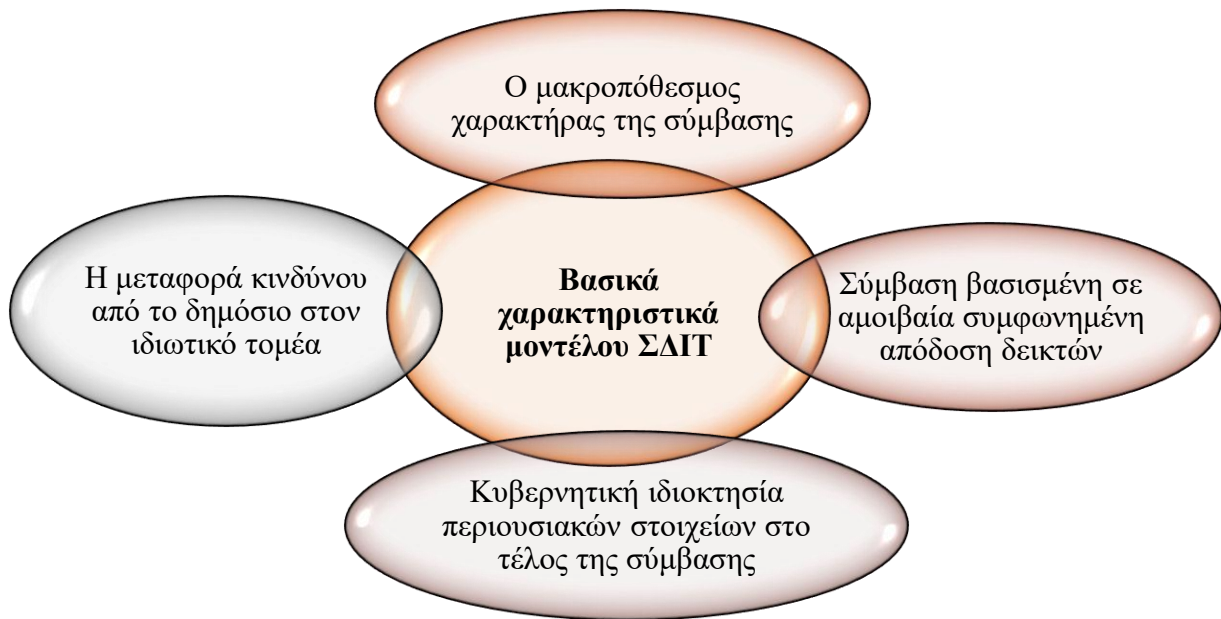 Ο μακροπόθεσμος
χαρακτήρας της σύμβασης
Η μεταφορά κινδύνου
από το δημόσιο στον
ιδιωτικό τομέα
Βασικά
χαρακτηριστικά
μοντέλου ΣΔΙΤ
Σύμβαση βασισμένη σε
αμοιβαία συμφωνημένη
απόδοση δεικτών
Κυβερνητική ιδιοκτησία
περιουσιακών στοιχείων στο
τέλος της σύμβασης